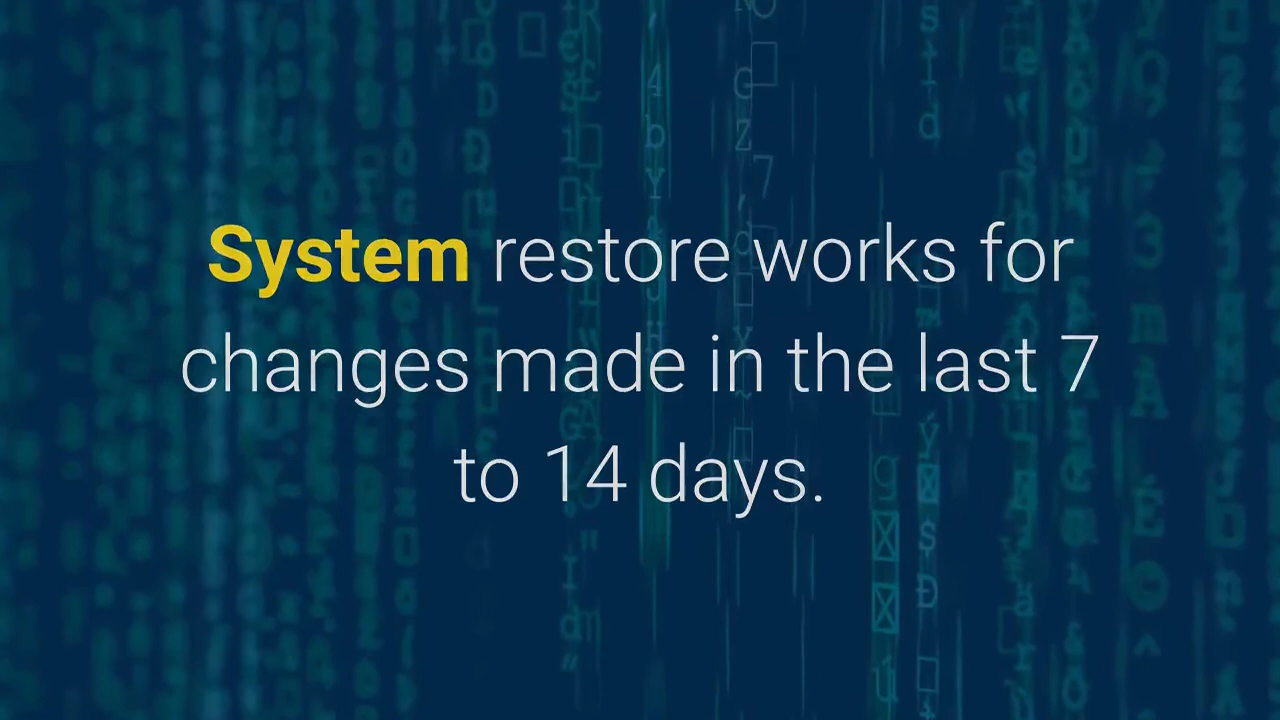 System restore works for
changes made in the last 7
to 14 days.